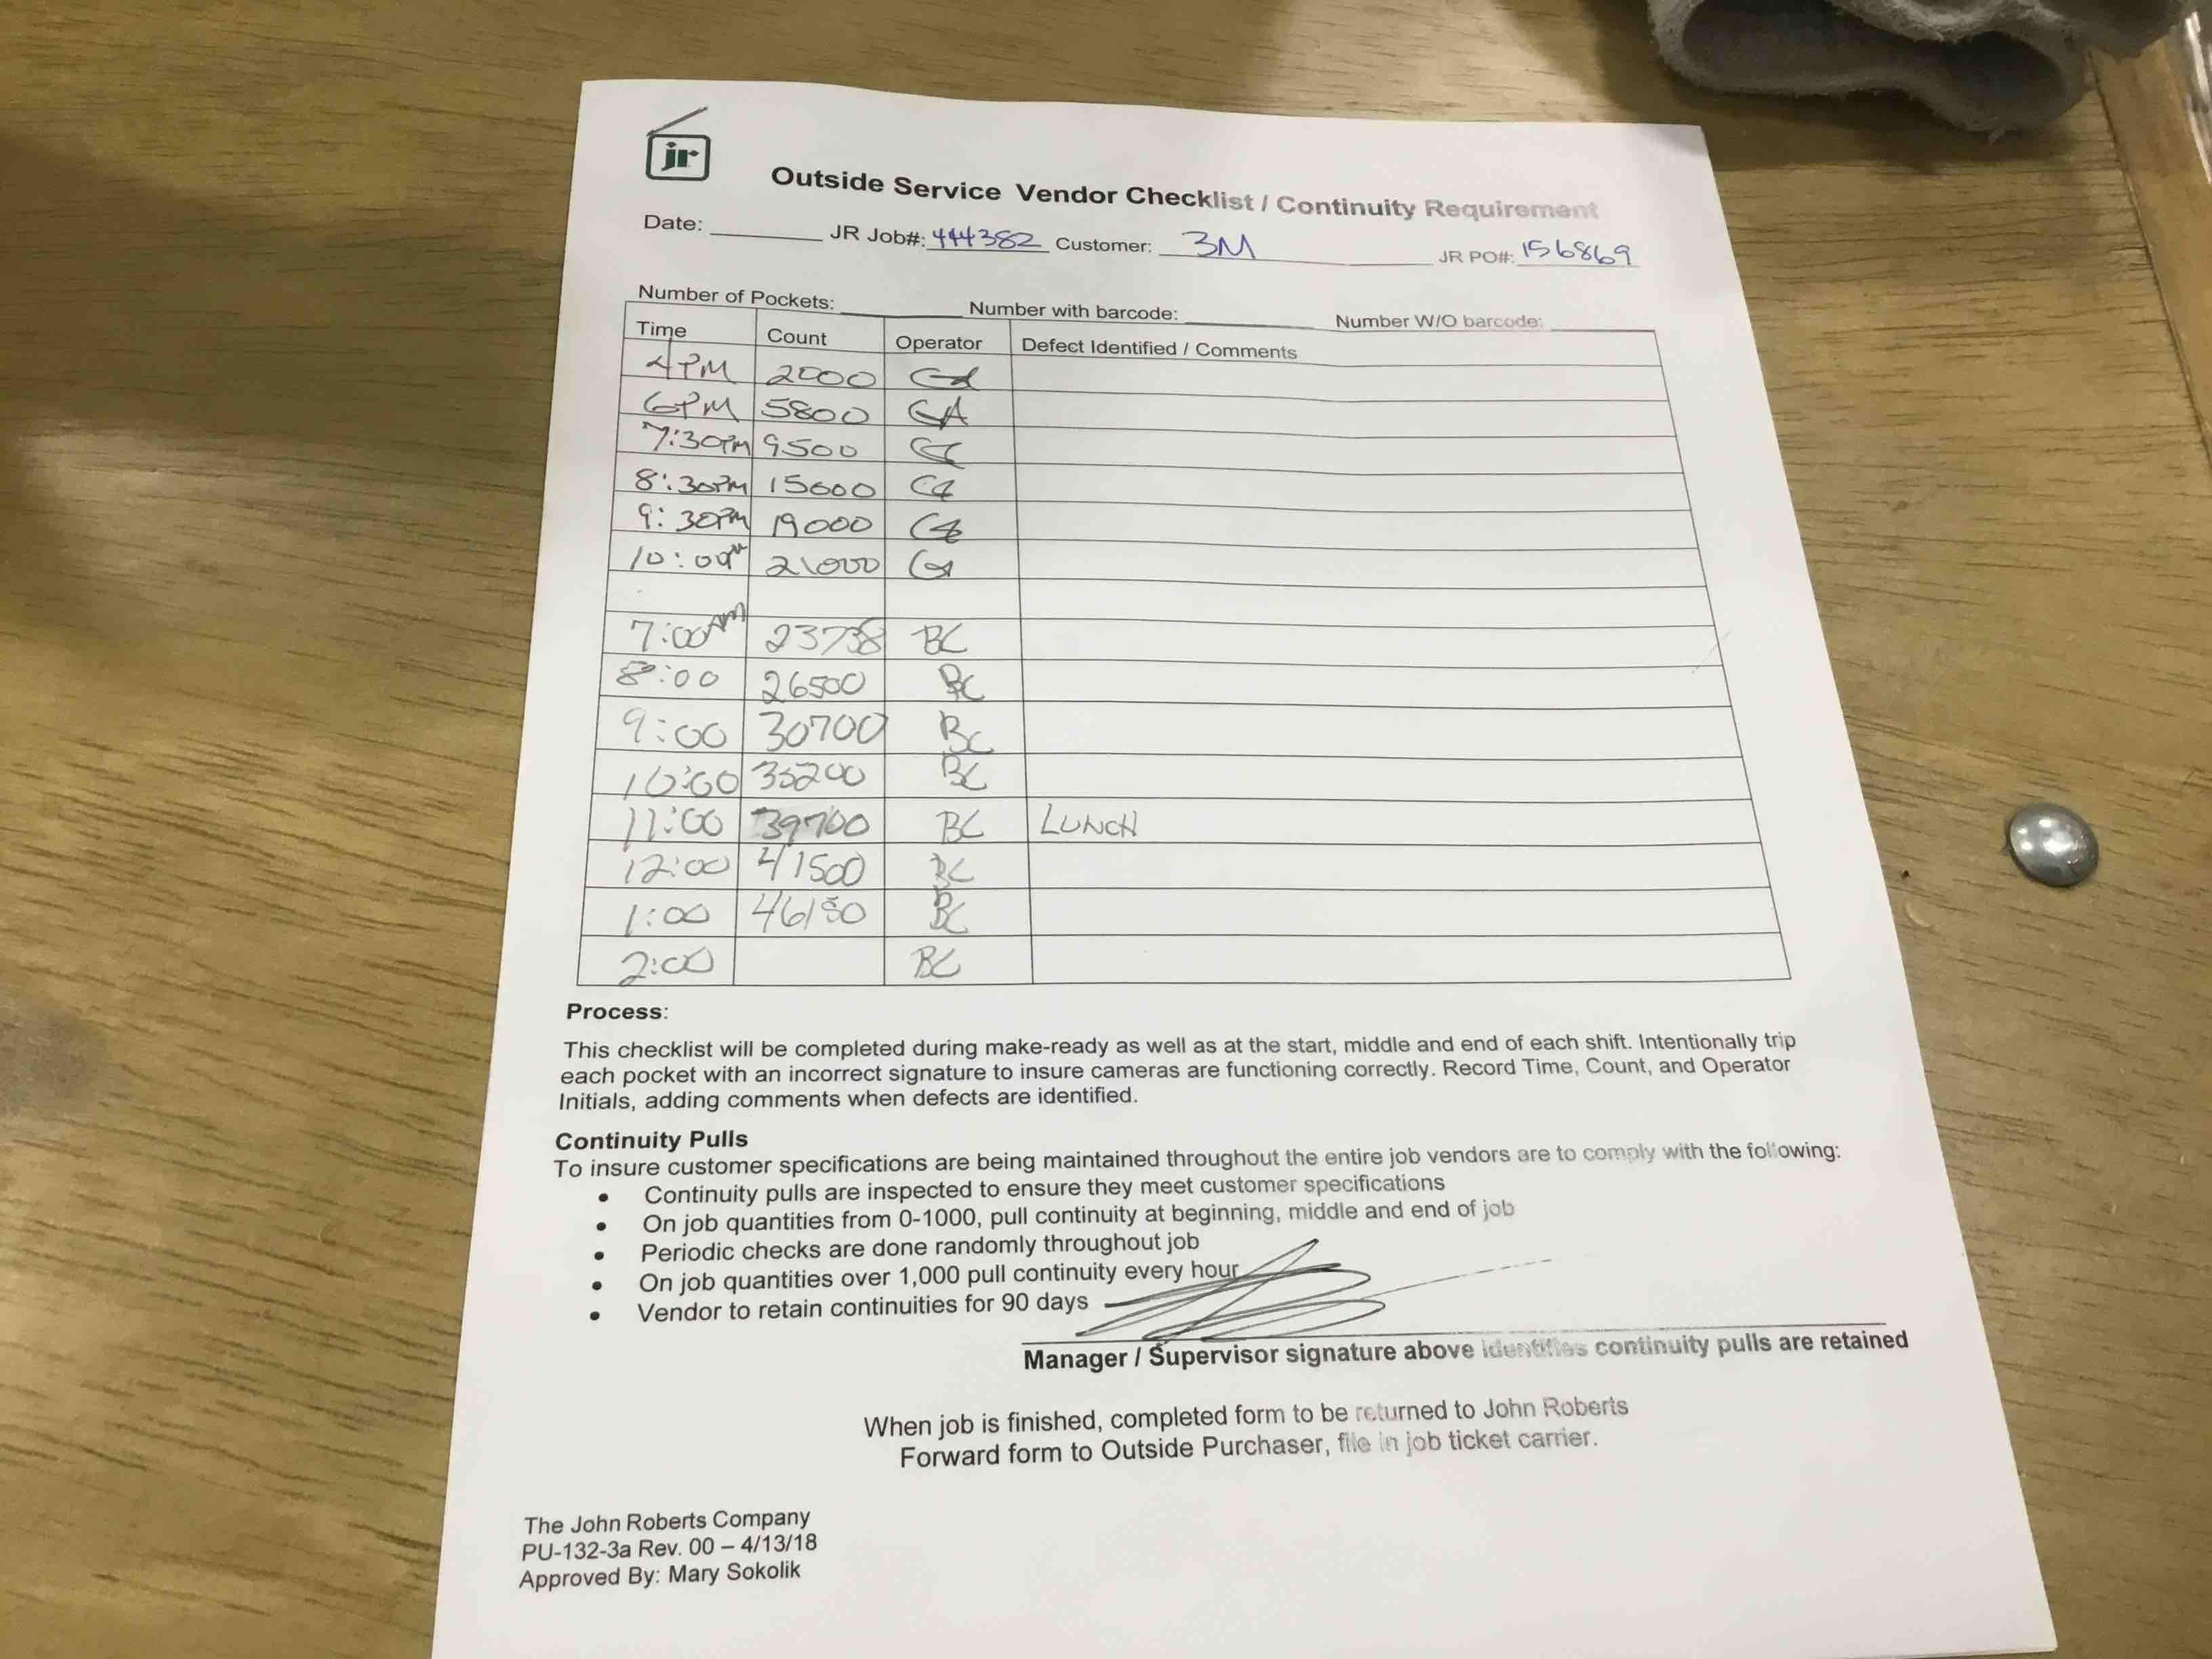 jr
Outside Service Vendor Checklist / Continuity Requirement
Date: JR Job#: 444382 Customer: 3M JR PO#: 156869
Number of Pockets: Number with barcode: Number W/O barcode:
Time Count Operator Defect Identified / Comments
4PM 2000
6PM 5800 GA
7:30PM 9500
8:30PM 15000
9:30PM 19000
10:00 21000
7:00AM 23738 BC
8:00 26500 BC
9:00 30700 BC
10:00 35200 BC
11:00 39700 BC LUNCH
12:00 41500 BC
1:00 46150 BC
2:00 BC
Process:
This checklist will be completed during make-ready as well as at the start, middle and end of each shift. Intentionally trip
each pocket with an incorrect signature to insure cameras are functioning correctly. Record Time, Count, and Operator
Initials, adding comments when defects are identified.
Continuity Pulls
To insure customer specifications are being maintained throughout the entire job vendors are to comply with the following:
• Continuity pulls are inspected to ensure they meet customer specifications
• On job quantities from 0-1000, pull continuity at beginning, middle and end of job
• Periodic checks are done randomly throughout job
• On job quantities over 1,000 pull continuity every hour
• Vendor to retain continuities for 90 days
Manager / Supervisor signature above identifies continuity pulls are retained
When job is finished, completed form to be returned to John Roberts
Forward form to Outside Purchaser, file in job ticket carrier.
The John Roberts Company
PU-132-3a Rev. 00 – 4/13/18
Approved By: Mary Sokolik